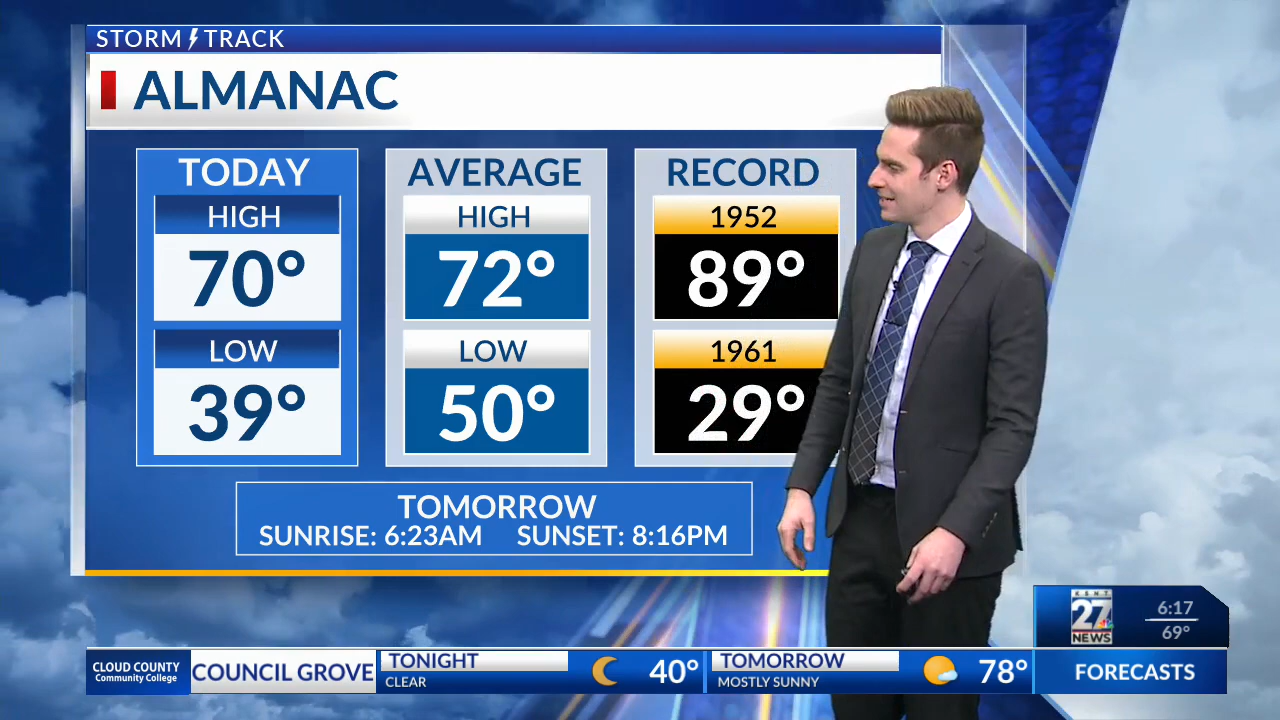 STORM TRACK
ALMANAC
TODAY
HIGH
70°
LOW
39°
AVERAGE
HIGH
72°
LOW
50°
RECORD
1952
89°
1961
29°
TOMORROW
SUNRISE: 6:23AM SUNSET: 8:16PM
KSNT
27
NEWS
6:17
69°
CLOUD COUNTY
Community College
COUNCIL GROVE
TONIGHT
CLEAR
40°
TOMORROW
MOSTLY SUNNY
78°
FORECASTS